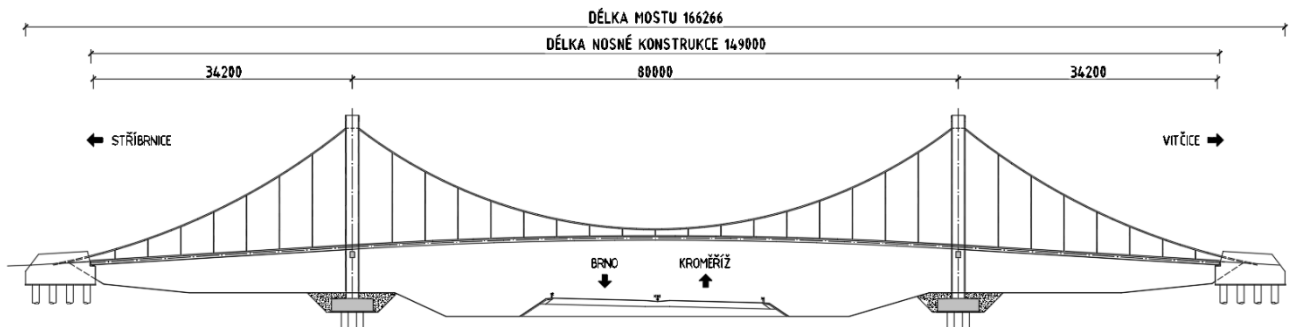 DÉLKA MOSTU 166266
DÉLKA NOSNÉ KONSTRUKCE 149000
34200 80000 34200
STŘÍBRNICE VITČICE
BRNO KROMĚŘÍŽ